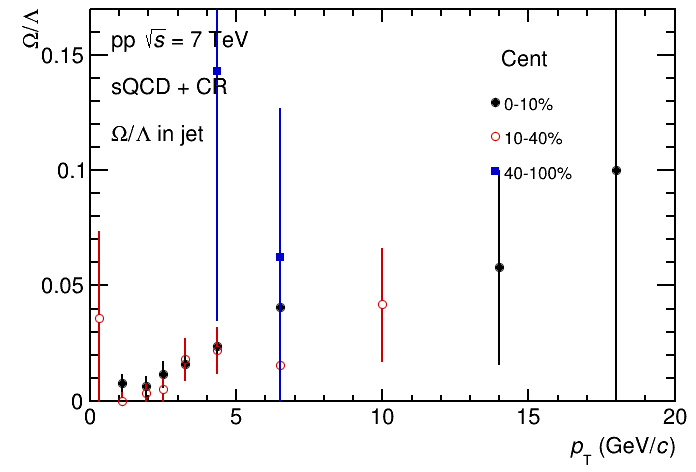 Ω/Λ
pp √s = 7 TeV
sQCD + CR
Ω/Λ in jet
Cent
0-10%
10-40%
40-100%
0.15
0.1
0.05
0
0 5 10 15 20
pT (GeV/c)